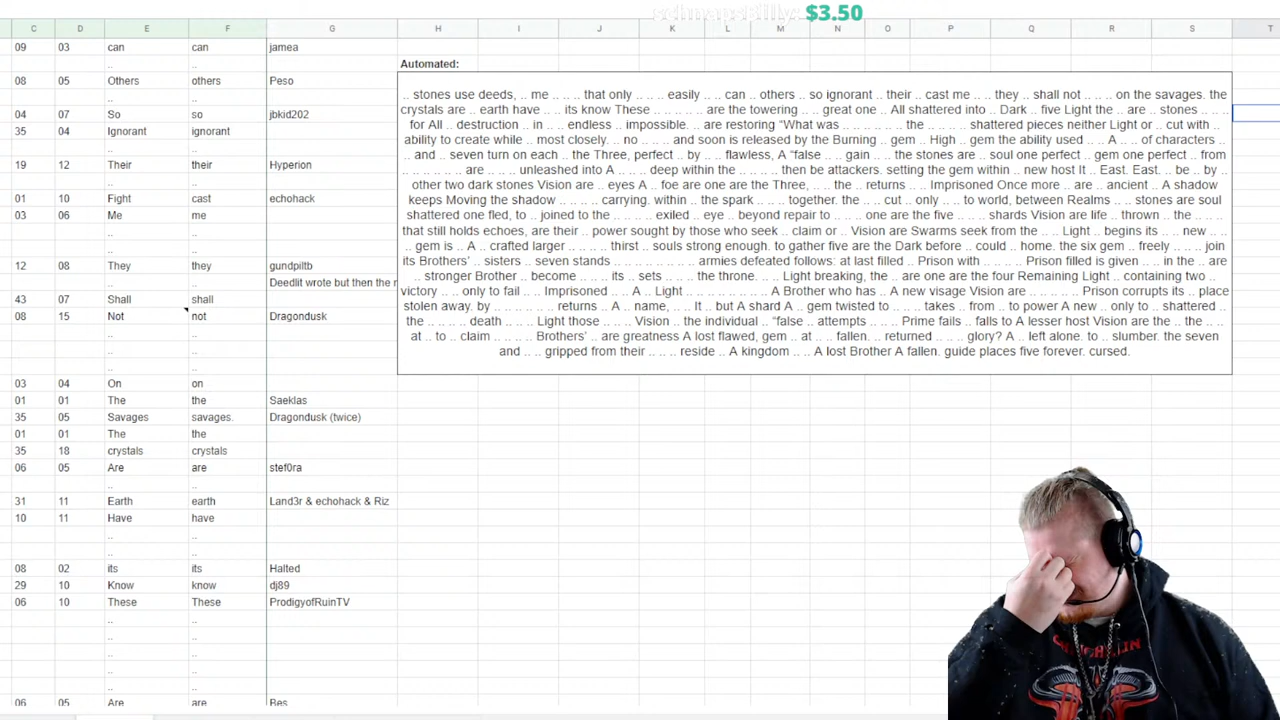 schnapsBilly: $3.50
C D E F G H I J K L M N O P Q R S T
09 03 can can jamea
.. ..
Automated:
08 05 Others others Peso
.. ..
04 07 So so jbkid202
35 04 Ignorant ignorant
.. ..
19 12 Their their Hyperion
.. ..
01 10 Fight cast echohack
03 06 Me me
.. ..
.. ..
12 08 They they gundpiltb
.. .. Deedlit wrote but then the r
43 07 Shall shall
08 15 Not not Dragondusk
.. ..
.. ..
.. ..
03 04 On on
01 01 The the Saeklas
35 05 Savages savages. Dragondusk (twice)
01 01 The the
35 18 crystals crystals
06 05 Are are stef0ra
.. ..
31 11 Earth earth Land3r & echohack & Riz
10 11 Have have
.. ..
.. ..
08 02 its its Halted
29 10 Know know dj89
06 10 These These ProdigyofRuinTV
.. ..
.. ..
.. ..
.. ..
.. ..
06 05 Are are Bes
.. stones use deeds, .. me .. .. .. that only .. .. easily .. .. can .. others .. so ignorant .. their .. cast me .. .. they .. shall not .. .. .. on the savages. the
crystals are .. earth have .. .. its know These .. .. .. .. .. are the towering .. .. great one .. All shattered into .. Dark .. five Light the .. are .. stones .. .. ..
for All .. destruction .. in .. .. endless .. impossible. .. are restoring "What was .. .. .. .. .. the .. .. .. .. shattered pieces neither Light or .. cut with ..
ability to create while .. most closely. .. no .. .. .. and soon is released by the Burning .. gem .. High .. gem the ability used .. .. A .. .. of characters ..
.. and .. seven turn on each .. the Three, perfect .. by .. .. flawless, A "false .. gain .. .. the stones are .. soul one perfect .. gem one perfect .. from
.. .. .. .. .. are .. .. unleashed into A .. .. .. deep within the .. .. .. then be attackers. setting the gem within .. new host It .. East. East. .. be .. by ..
other two dark stones Vision are .. eyes A .. foe are one are the Three, .. .. the .. returns .. .. Imprisoned Once more .. are .. ancient .. A shadow
keeps Moving the shadow .. .. .. .. carrying. within .. the spark .. .. together. the .. .. cut .. only .. .. to world, between Realms .. .. stones are soul
shattered one fled, to .. joined to the .. .. .. exiled .. eye .. beyond repair to .. .. .. one are the five .. .. .. shards Vision are life .. thrown .. the .. ..
that still holds echoes, are their .. power sought by those who seek .. claim or .. Vision are Swarms seek from the .. .. Light .. begins its .. new ..
.. gem is .. A .. crafted larger .. .. .. .. thirst .. souls strong enough. to gather five are the Dark before .. could .. home. the six gem .. freely .. .. join
its Brothers' .. sisters .. seven stands .. .. .. .. .. .. armies defeated follows: at last filled .. Prison with .. .. .. Prison filled is given .. .. in the .. are
.. stronger Brother .. become .. .. its .. sets .. .. the throne. .. .. Light breaking, the .. are one are the four Remaining Light .. containing two ..
victory .. .. only to fail .. Imprisoned .. A .. Light .. .. .. .. .. .. .. .. A Brother who has .. A new visage Vision are .. .. .. .. .. Prison corrupts its .. place
stolen away. by .. .. .. .. returns .. A .. name, .. It .. but A shard A .. gem twisted to .. .. takes .. from .. to power A new .. only to .. shattered
the .. .. .. .. death .. .. Light those .. .. Vision .. the individual .. "false .. attempts .. .. Prime fails .. falls to A lesser host Vision are the .. the ..
at .. to .. claim .. .. .. Brothers' .. are greatness A lost flawed, gem .. at .. fallen. .. returned .. .. glory? A .. left alone. to .. slumber. the seven
and .. .. gripped from their .. .. .. reside .. A kingdom .. .. A lost Brother A fallen. guide places five forever. cursed.